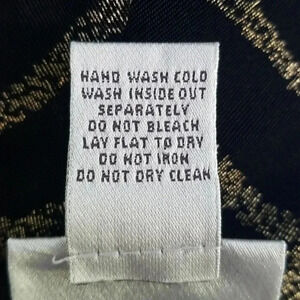 HAND WASH COLD
WASH INSIDE OUT
SEPARATELY
DO NOT BLEACH
LAY FLAT TO DRY
DO NOT IRON
DO NOT DRY CLEAN